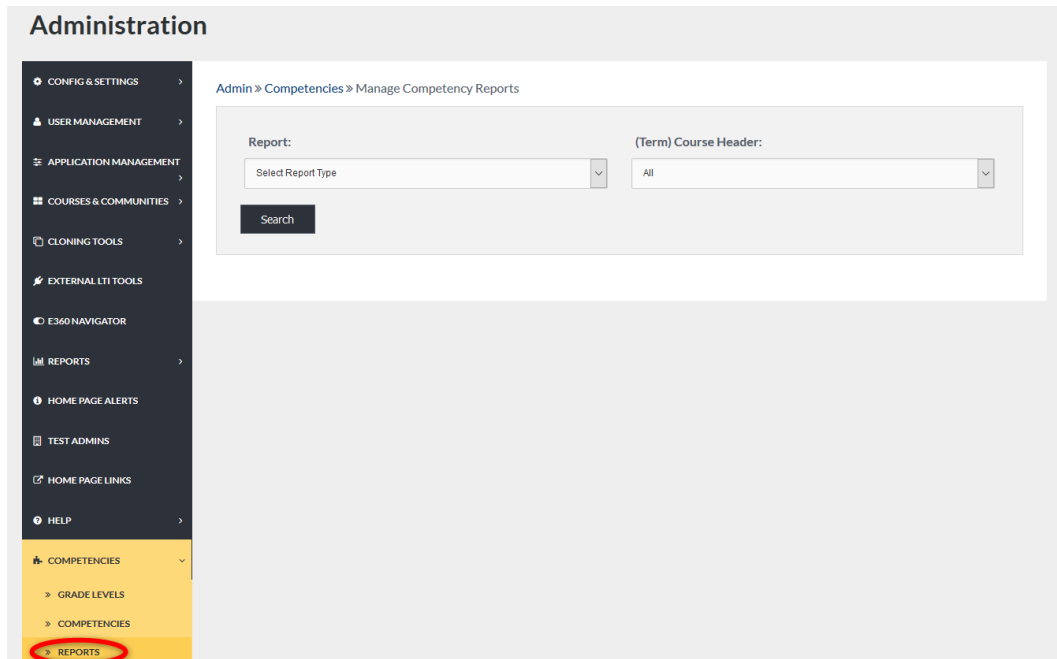 Administration
CONFIG & SETTINGS
USER MANAGEMENT
APPLICATION MANAGEMENT
COURSES & COMMUNITIES
CLONING TOOLS
EXTERNAL LTI TOOLS
E360 NAVIGATOR
REPORTS
HOME PAGE ALERTS
TEST ADMINS
HOME PAGE LINKS
HELP
COMPETENCIES
» GRADE LEVELS
» COMPETENCIES
» REPORTS
Admin » Competencies » Manage Competency Reports
Report:
Select Report Type
(Term) Course Header:
All
Search